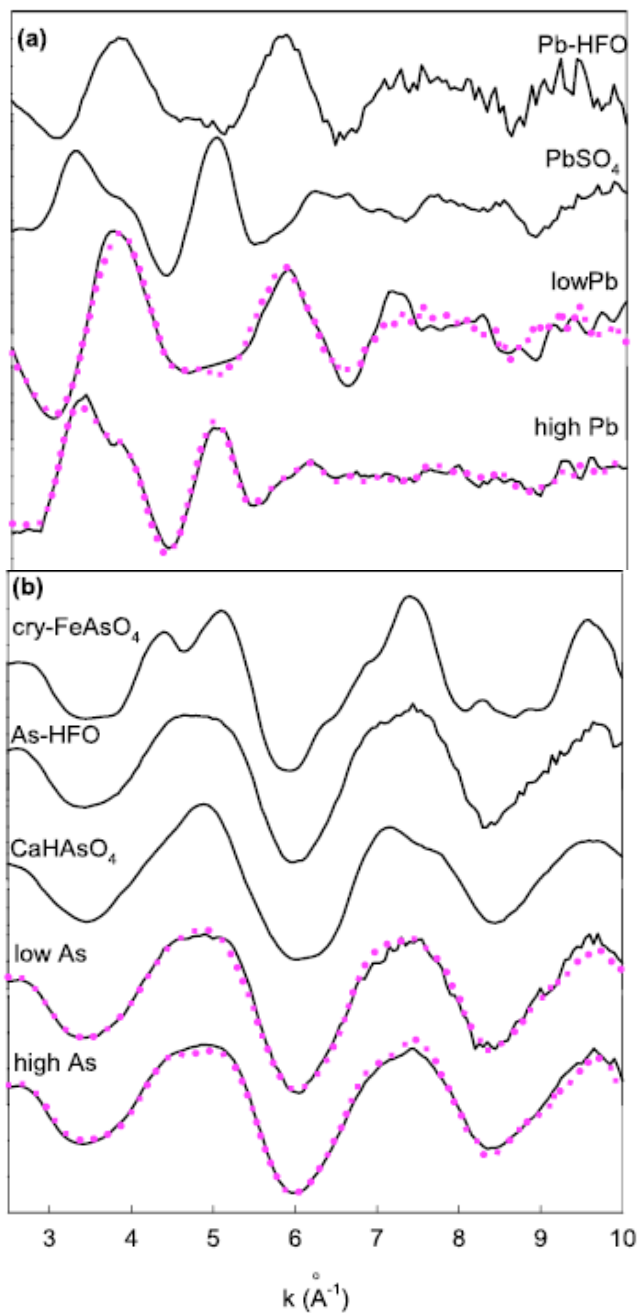 (a)
Pb-HFO
PbSO4
lowPb
high Pb
(b)
cry-FeAsO4
As-HFO
CaHAsO4
low As
high As
3 4 5 6 7 8 9 10
k (Å-1)